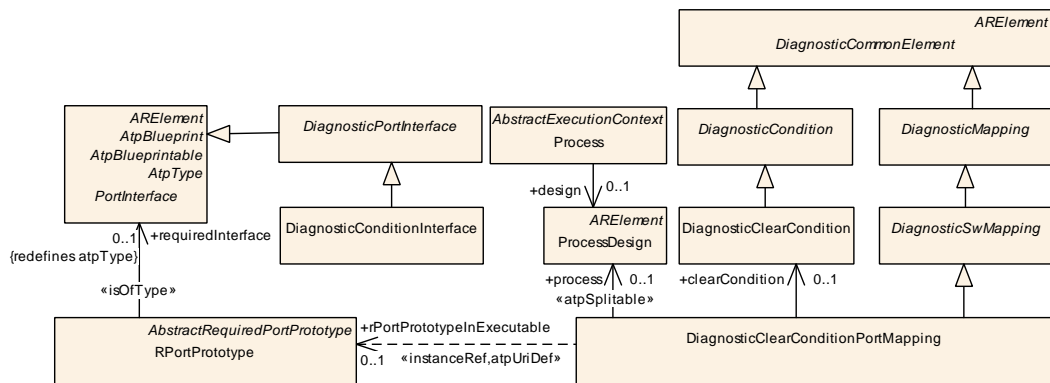 ARElement
DiagnosticCommonElement
ARElement
AtpBlueprint
AtpBlueprintable
AtpType
PortInterface
DiagnosticPortInterface
AbstractExecutionContext
Process
DiagnosticCondition
DiagnosticMapping
+design
0..1
DiagnosticConditionInterface
ARElement
ProcessDesign
DiagnosticClearCondition
DiagnosticSwMapping
0..1
+requiredInterface
{redefines atpType}
«isOfType»
+process
0..1
«atpSplitable»
+clearCondition
0..1
AbstractRequiredPortPrototype
RPortPrototype
+rPortPrototypeInExecutable
0..1
«instanceRef,atpUriDef»
DiagnosticClearConditionPortMapping